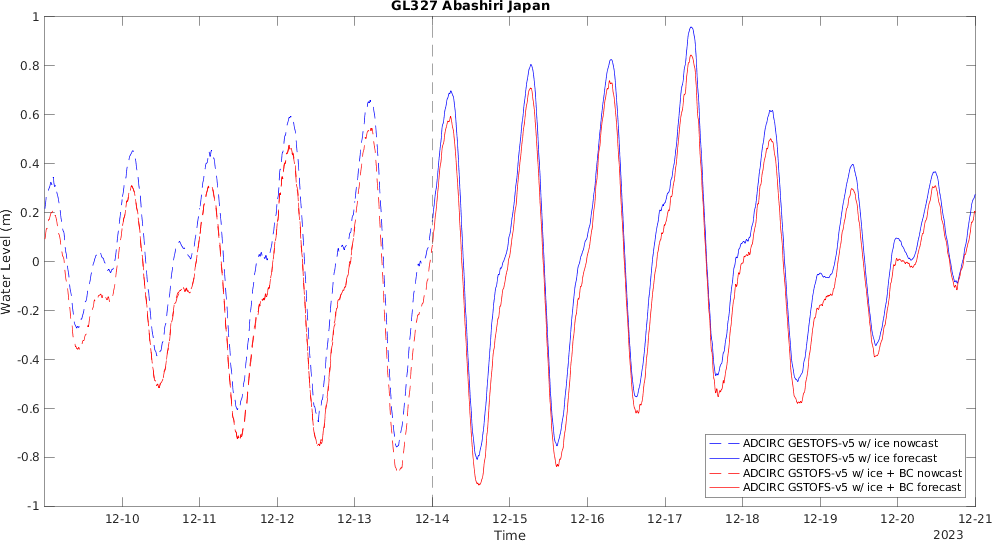 GL327 Abashiri Japan
1
0.8
0.6
0.4
0.2
0
-0.2
-0.4
-0.6
-0.8
-1
Water Level (m)
ADCIRC GESTOFS-v5 w/ ice nowcast
ADCIRC GESTOFS-v5 w/ ice forecast
ADCIRC GSTOFS-v5 w/ ice + BC nowcast
ADCIRC GSTOFS-v5 w/ ice + BC forecast
12-10 12-11 12-12 12-13 12-14 12-15 12-16 12-17 12-18 12-19 12-20 12-21
Time
2023